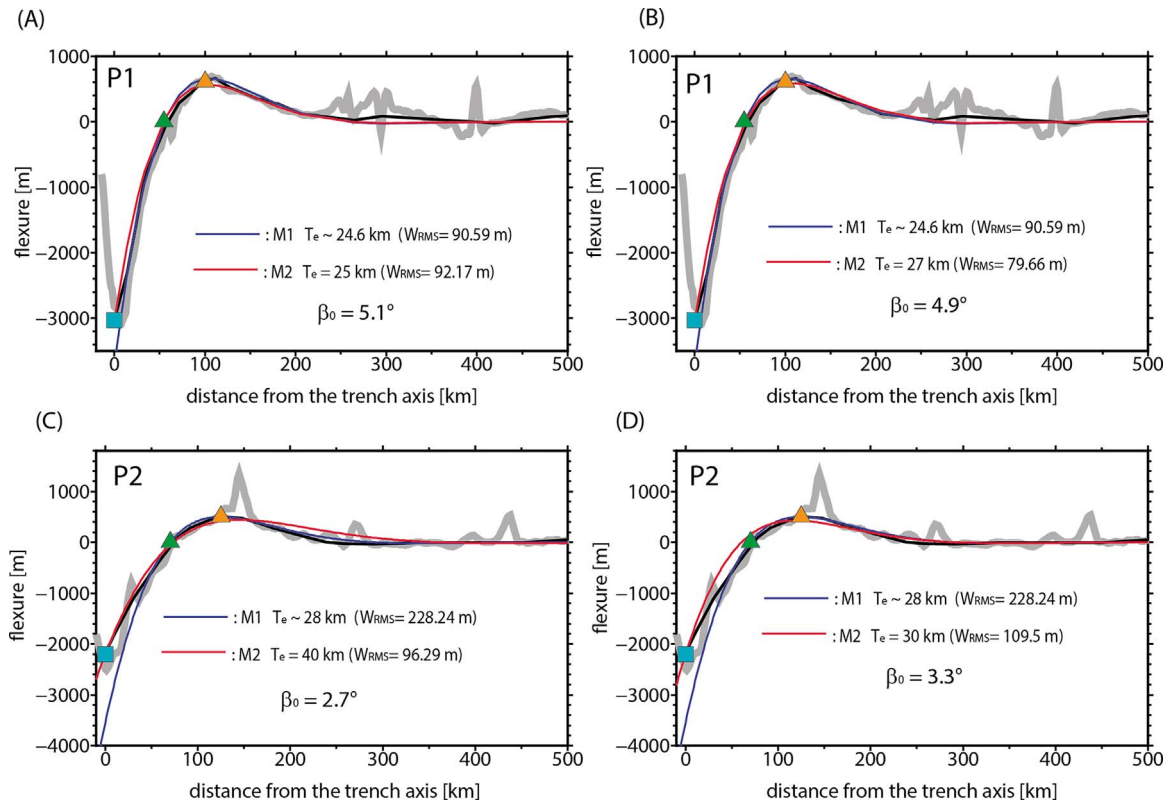 (A)
P1
1000
0
−1000
−2000
−3000
flexure [m]
: M1 Tₑ ~ 24.6 km (WRMS= 90.59 m)
: M2 Tₑ = 25 km (WRMS= 92.17 m)
β₀ = 5.1°
0 100 200 300 400 500
distance from the trench axis [km]
(B)
P1
1000
0
−1000
−2000
−3000
flexure [m]
: M1 Tₑ ~ 24.6 km (WRMS= 90.59 m)
: M2 Tₑ = 27 km (WRMS= 79.66 m)
β₀ = 4.9°
0 100 200 300 400 500
distance from the trench axis [km]
(C)
P2
1000
0
−1000
−2000
−3000
−4000
flexure [m]
: M1 Tₑ ~ 28 km (WRMS= 228.24 m)
: M2 Tₑ = 40 km (WRMS= 96.29 m)
β₀ = 2.7°
0 100 200 300 400 500
distance from the trench axis [km]
(D)
P2
1000
0
−1000
−2000
−3000
−4000
flexure [m]
: M1 Tₑ ~ 28 km (WRMS= 228.24 m)
: M2 Tₑ = 30 km (WRMS= 109.5 m)
β₀ = 3.3°
0 100 200 300 400 500
distance from the trench axis [km]